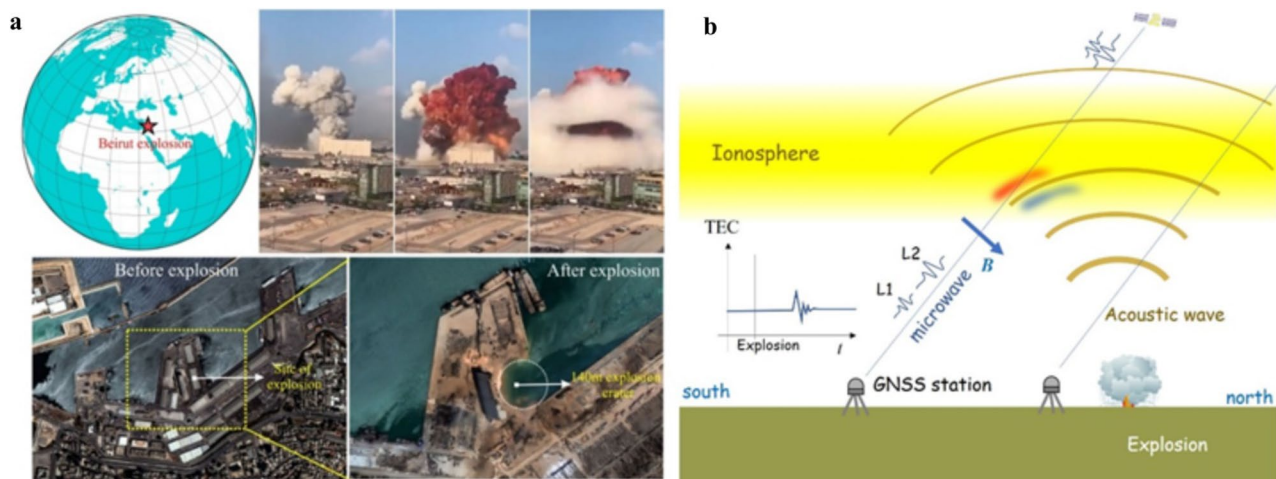 a
Beirut explosion
Before explosion
Site of
explosion
After explosion
140m explosion
crater
b
Ionosphere
TEC
Explosion
t
L1
L2
microwave
B
Acoustic wave
GNSS station
south
north
Explosion